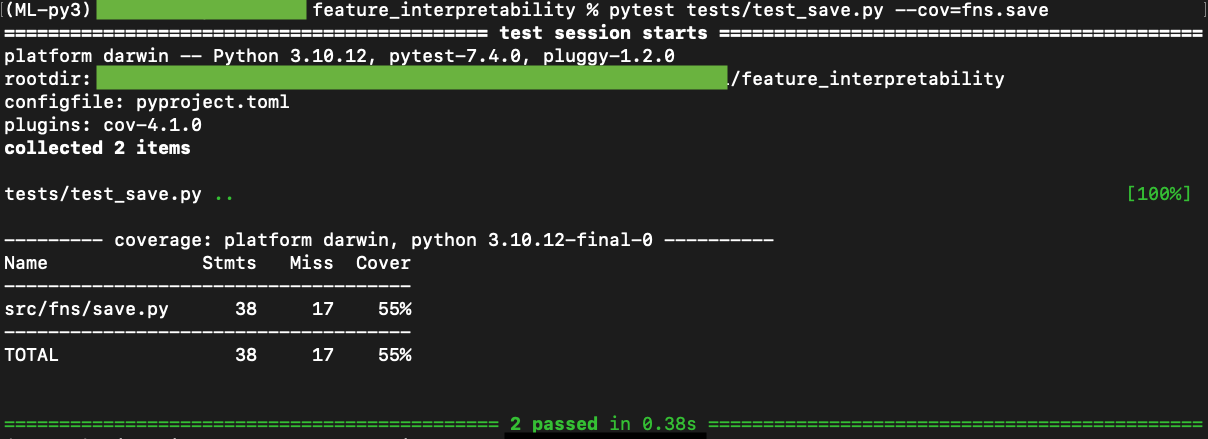 (ML-py3) feature_interpretability % pytest tests/test_save.py --cov=fns.save
============================================ test session starts ============================================
platform darwin -- Python 3.10.12, pytest-7.4.0, pluggy-1.2.0
rootdir: /feature_interpretability
configfile: pyproject.toml
plugins: cov-4.1.0
collected 2 items
tests/test_save.py .. [100%]
--------- coverage: platform darwin, python 3.10.12-final-0 ----------
Name Stmts Miss Cover
-------------------------------------
src/fns/save.py 38 17 55%
-------------------------------------
TOTAL 38 17 55%
============================================= 2 passed in 0.38s =============================================